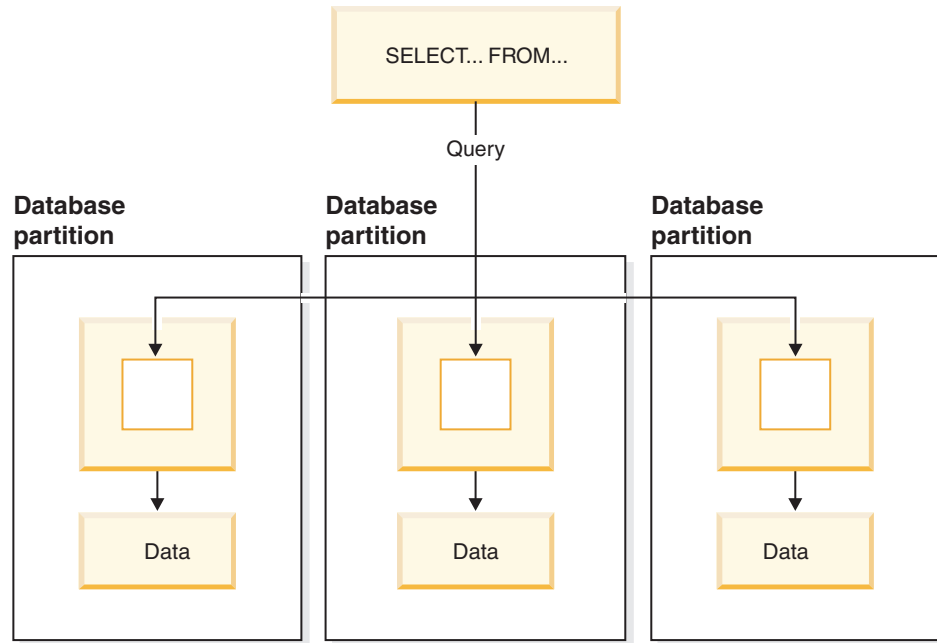 SELECT... FROM...
Query
Database
partition
Database
partition
Database
partition
Data
Data
Data